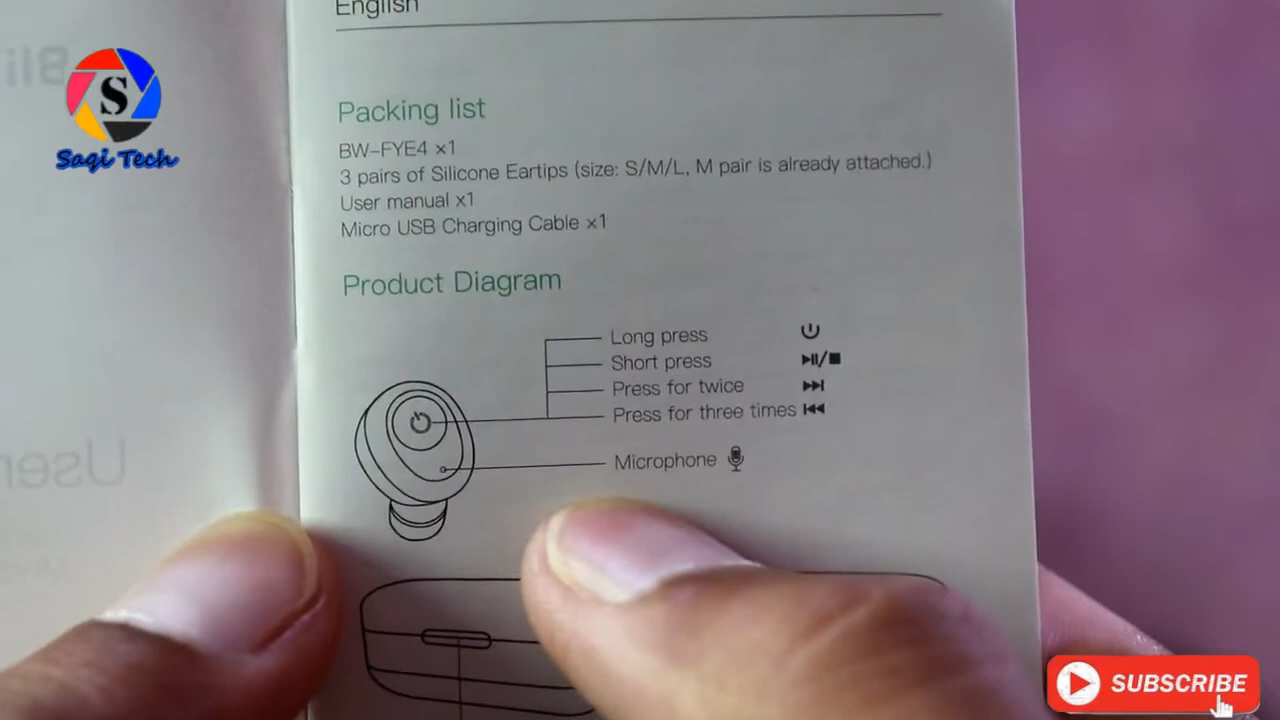 English
S
Saqi Tech
Packing list
BW-FYE4 ×1
3 pairs of Silicone Eartips (size: S/M/L, M pair is already attached.)
User manual x1
Micro USB Charging Cable ×1
Product Diagram
Long press
Short press
Press for twice
Press for three times
Microphone
User
SUBSCRIBE